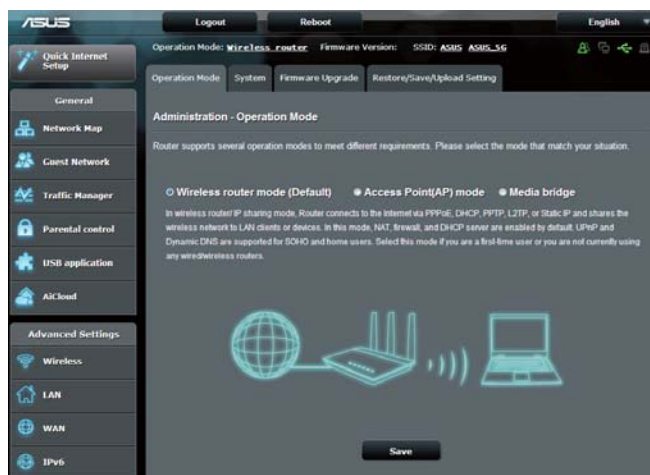 ASUS
Logout
Reboot
English
Quick Internet Setup
Operation Mode: Wireless router Firmware Version: SSID: ASUS ASUS_5G
Operation Mode
System
Firmware Upgrade
Restore/Save/Upload Setting
General
Network Map
Guest Network
Traffic Manager
Parental control
USB application
AiCloud
Advanced Settings
Wireless
LAN
WAN
IPv6
Administration - Operation Mode
Router supports several operation modes to meet different requirements. Please select the mode that match your situation.
Wireless router mode (Default)
Access Point(AP) mode
Media bridge
In wireless router/ IP sharing mode, Router connects to the Internet via PPPoE, DHCP, PPTP, L2TP, or Static IP and shares the
wireless network to LAN clients or devices. In this mode, NAT, firewall, and DHCP server are enabled by default. UPnP and
Dynamic DNS are supported for SOHO and home users. Select this mode if you are a first-time user or you are not currently using
any wired/wireless routers.
Save